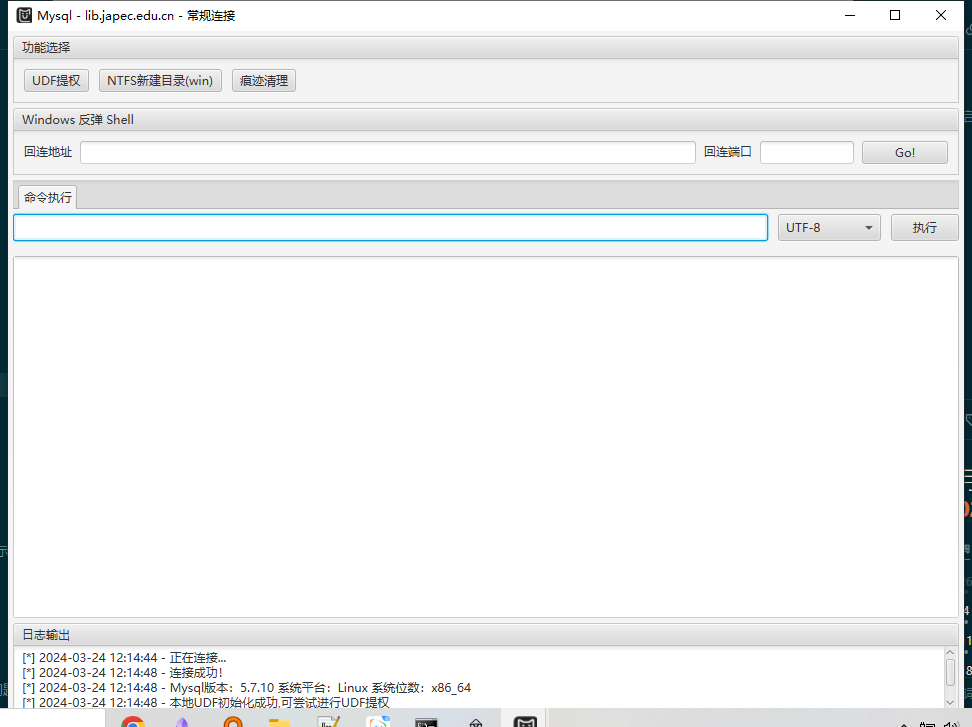 Mysql - lib.japec.edu.cn - 常规连接
功能选择
UDF提权 NTFS新建目录(win) 痕迹清理
Windows 反弹 Shell
回连地址 回连端口 Go!
命令执行
UTF-8 执行
日志输出
[*] 2024-03-24 12:14:44 - 正在连接...
[*] 2024-03-24 12:14:48 - 连接成功！
[*] 2024-03-24 12:14:48 - Mysql版本：5.7.10 系统平台：Linux 系统位数：x86_64
[*] 2024-03-24 12:14:48 - 本地UDF初始化成功,可尝试进行UDF提权